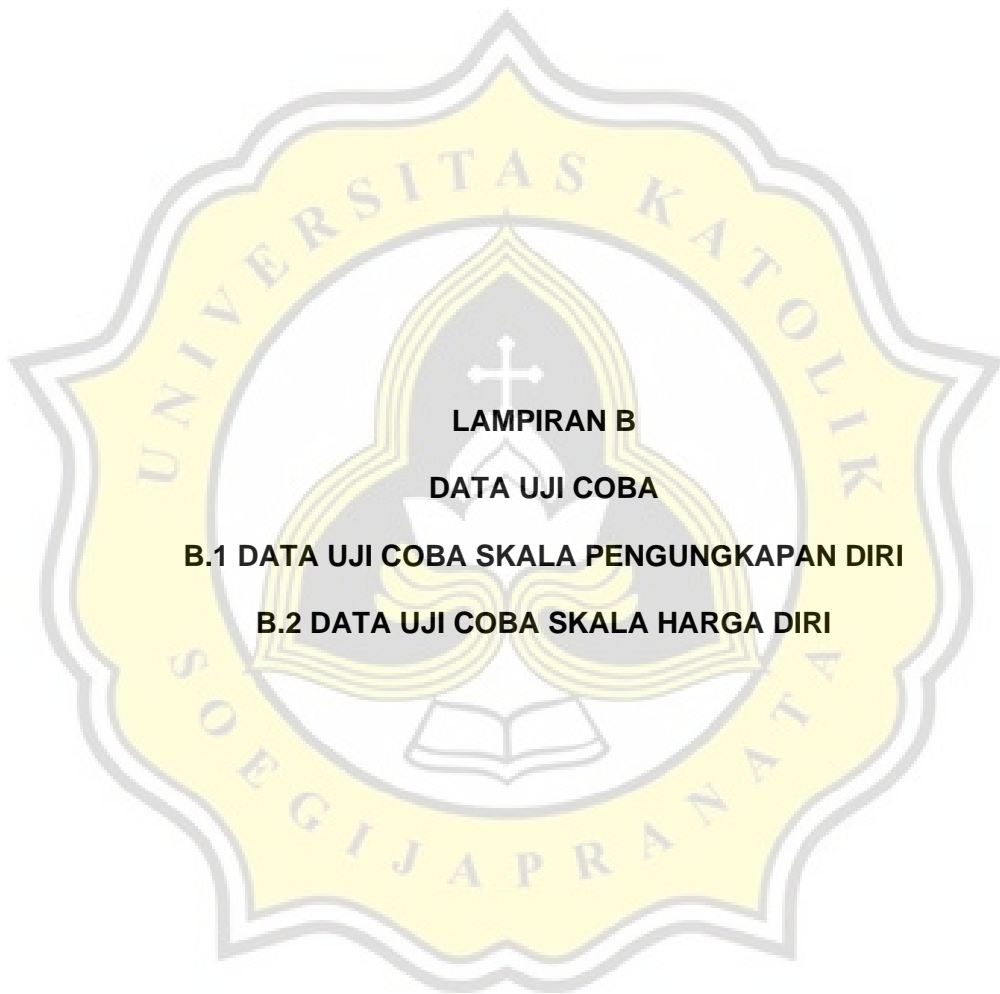 UNIVERSITAS KATOLIK
LAMPIRAN B
DATA UJI COBA
B.1 DATA UJI COBA SKALA PENGUNGKAPAN DIRI
B.2 DATA UJI COBA SKALA HARGA DIRI
SOEGIJAPRANATA